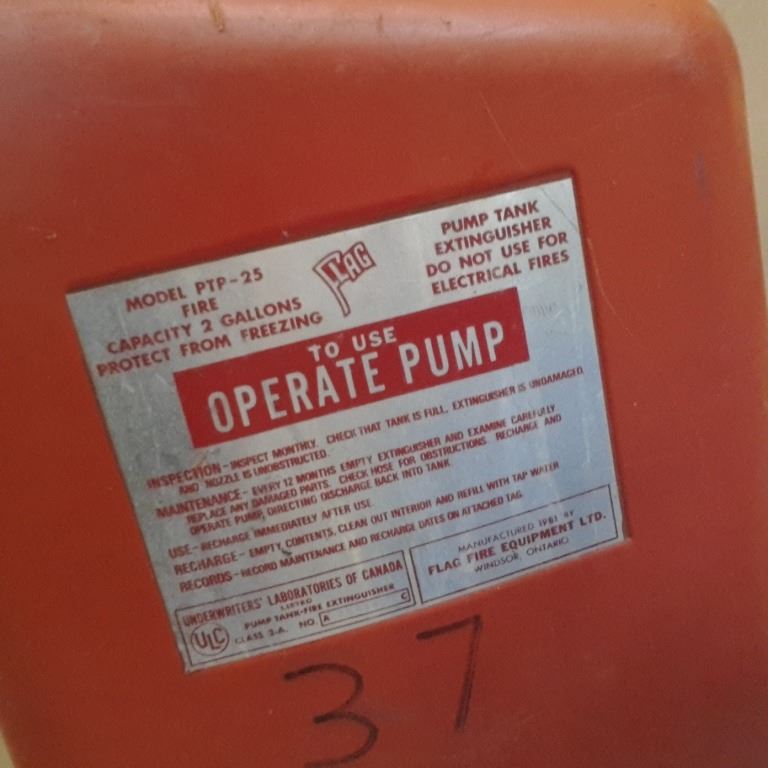 MODEL PTP-25
FIRE
CAPACITY 2 GALLONS
PROTECT FROM FREEZING
FLAG
PUMP TANK
EXTINGUISHER
DO NOT USE FOR
ELECTRICAL FIRES
TO USE
OPERATE PUMP
INSPECTION - INSPECT MONTHLY. CHECK THAT TANK IS FULL, EXTINGUISHER IS UNDAMAGED,
AND NOZZLE IS UNOBSTRUCTED.
MAINTENANCE - EVERY 12 MONTHS EMPTY EXTINGUISHER AND EXAMINE CAREFULLY
REPLACE ANY DAMAGED PARTS. CHECK HOSE FOR OBSTRUCTIONS. RECHARGE AND
OPERATE PUMP, DIRECTING DISCHARGE BACK INTO TANK.
USE - RECHARGE IMMEDIATELY AFTER USE.
RECHARGE - EMPTY CONTENTS, CLEAN OUT INTERIOR AND REFILL WITH TAP WATER
RECORDS - RECORD MAINTENANCE AND RECHARGE DATES ON ATTACHED TAG
UNDERWRITERS' LABORATORIES OF CANADA
LISTED
PUMP TANK-FIRE EXTINGUISHER
ULC CLASS 2-A. NO. A C
MANUFACTURED 1981 BY
FLAG FIRE EQUIPMENT LTD.
WINDSOR, ONTARIO
37